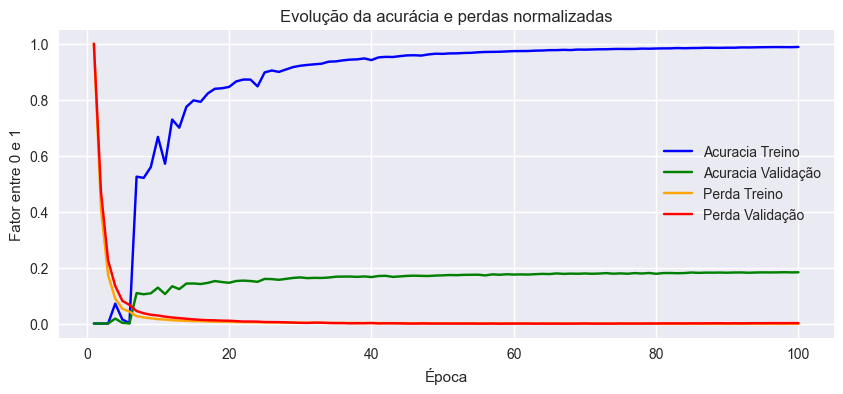 Evolução da acurácia e perdas normalizadas
Fator entre 0 e 1
1.0
0.8
0.6
0.4
0.2
0.0
Acuracia Treino
Acuracia Validação
Perda Treino
Perda Validação
0
20
40
60
80
100
Época